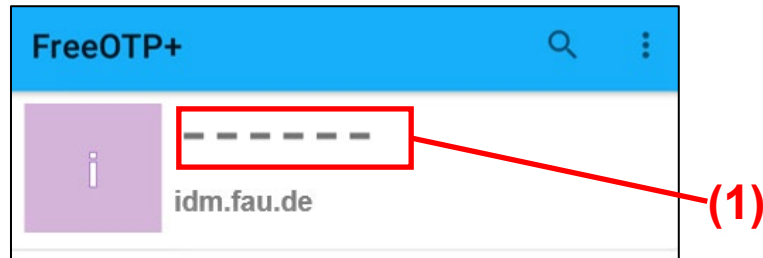 FreeOTP+
i
------
idm.fau.de
(1)